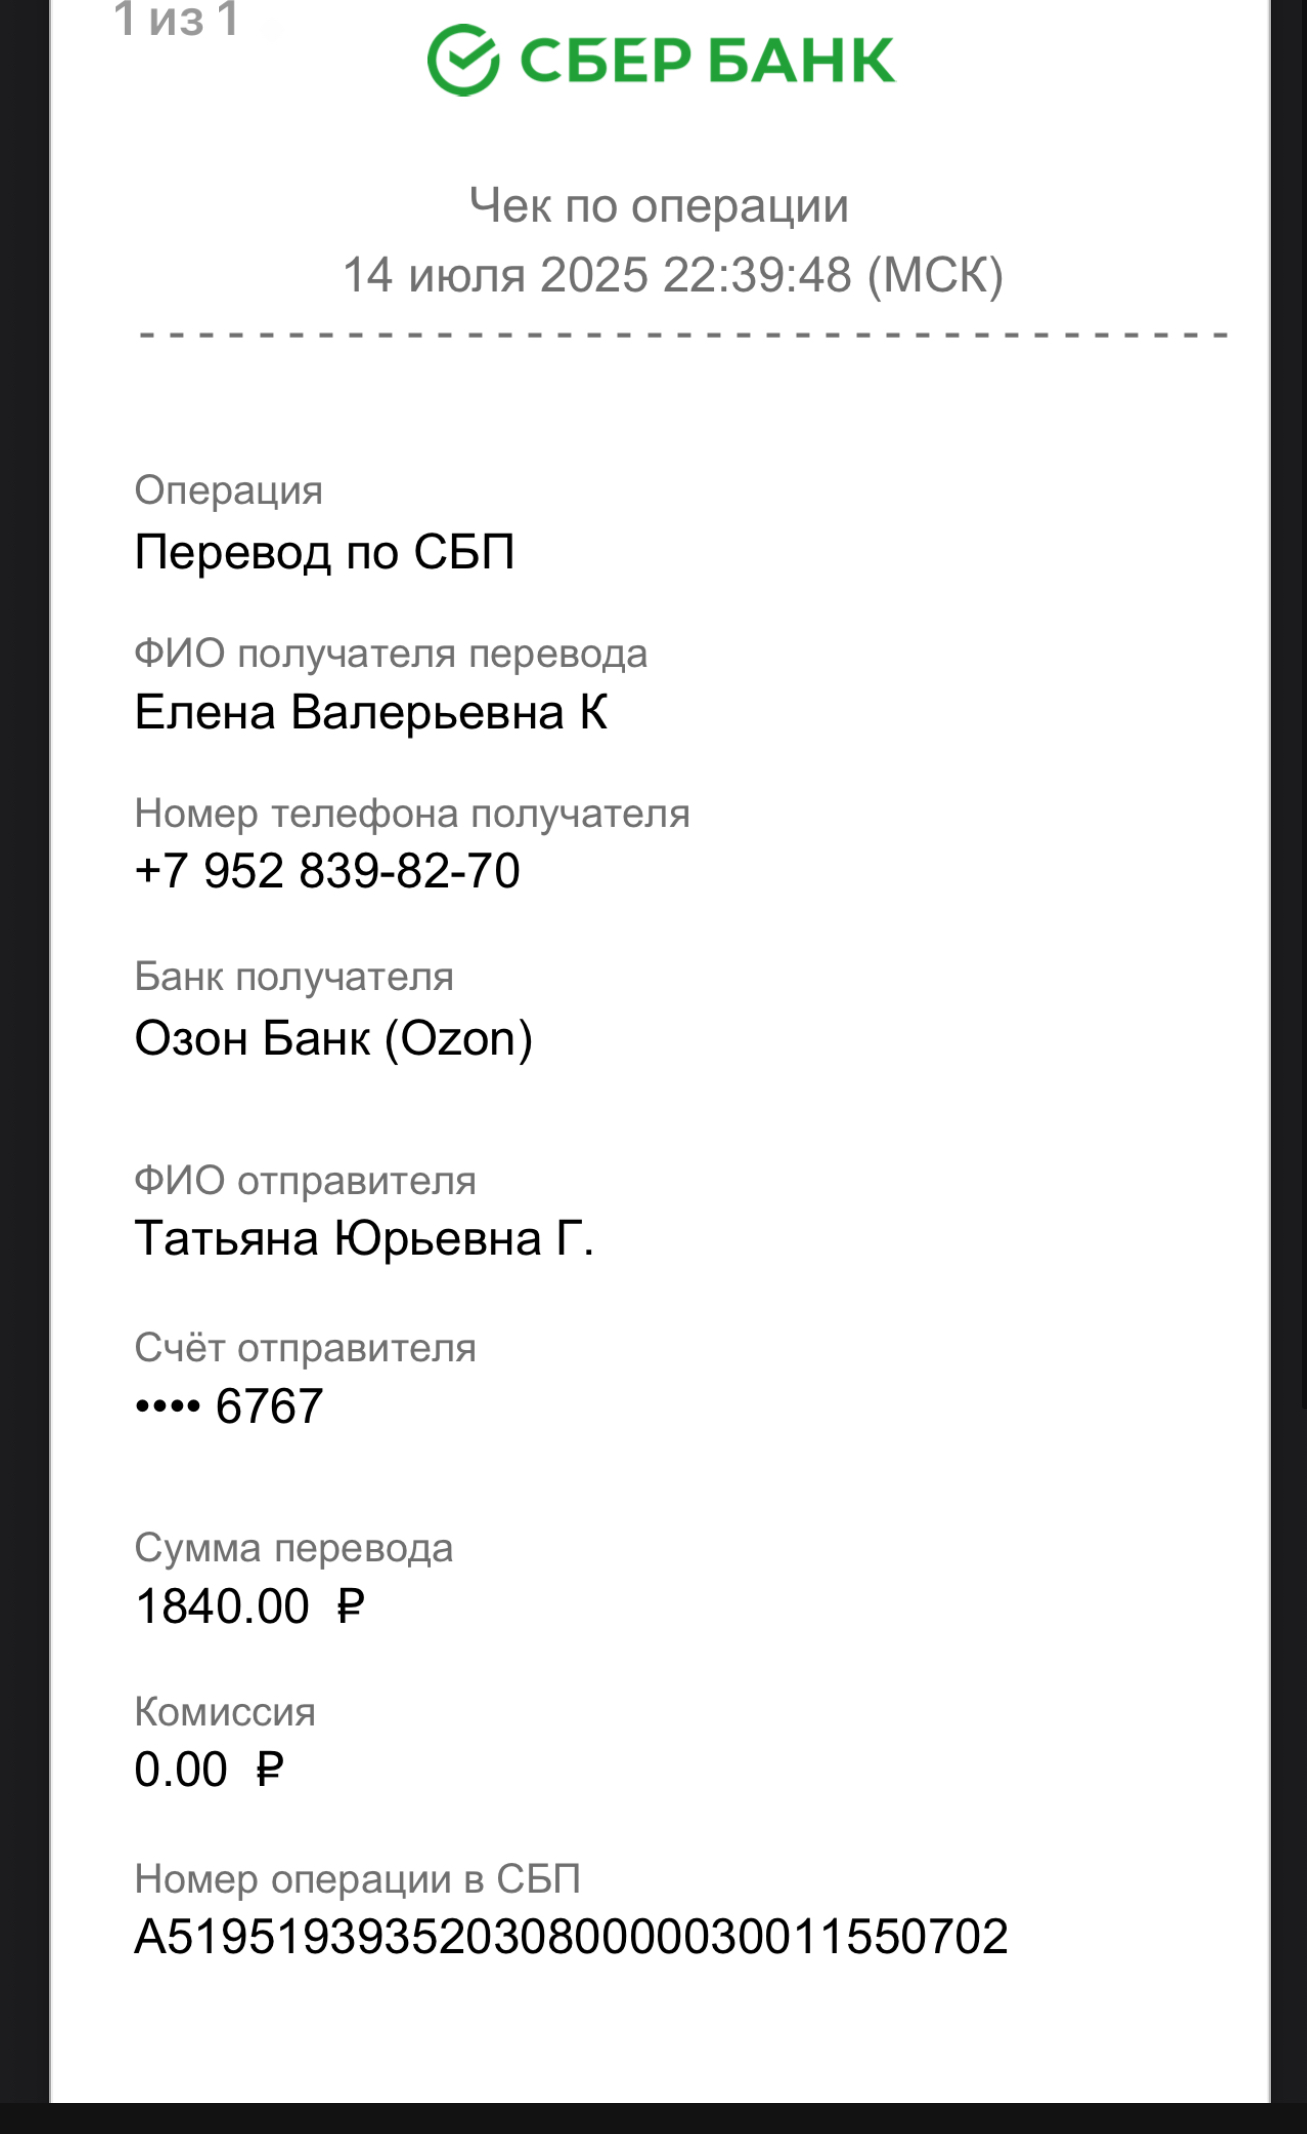 1 из 1
СБЕР БАНК
Чек по операции
14 июля 2025 22:39:48 (МСК)
Операция
Перевод по СБП
ФИО получателя перевода
Елена Валерьевна К
Номер телефона получателя
+7 952 839-82-70
Банк получателя
Озон Банк (Ozon)
ФИО отправителя
Татьяна Юрьевна Г.
Счёт отправителя
•••• 6767
Сумма перевода
1840.00 ₽
Комиссия
0.00 ₽
Номер операции в СБП
A5195193935203080000030011550702